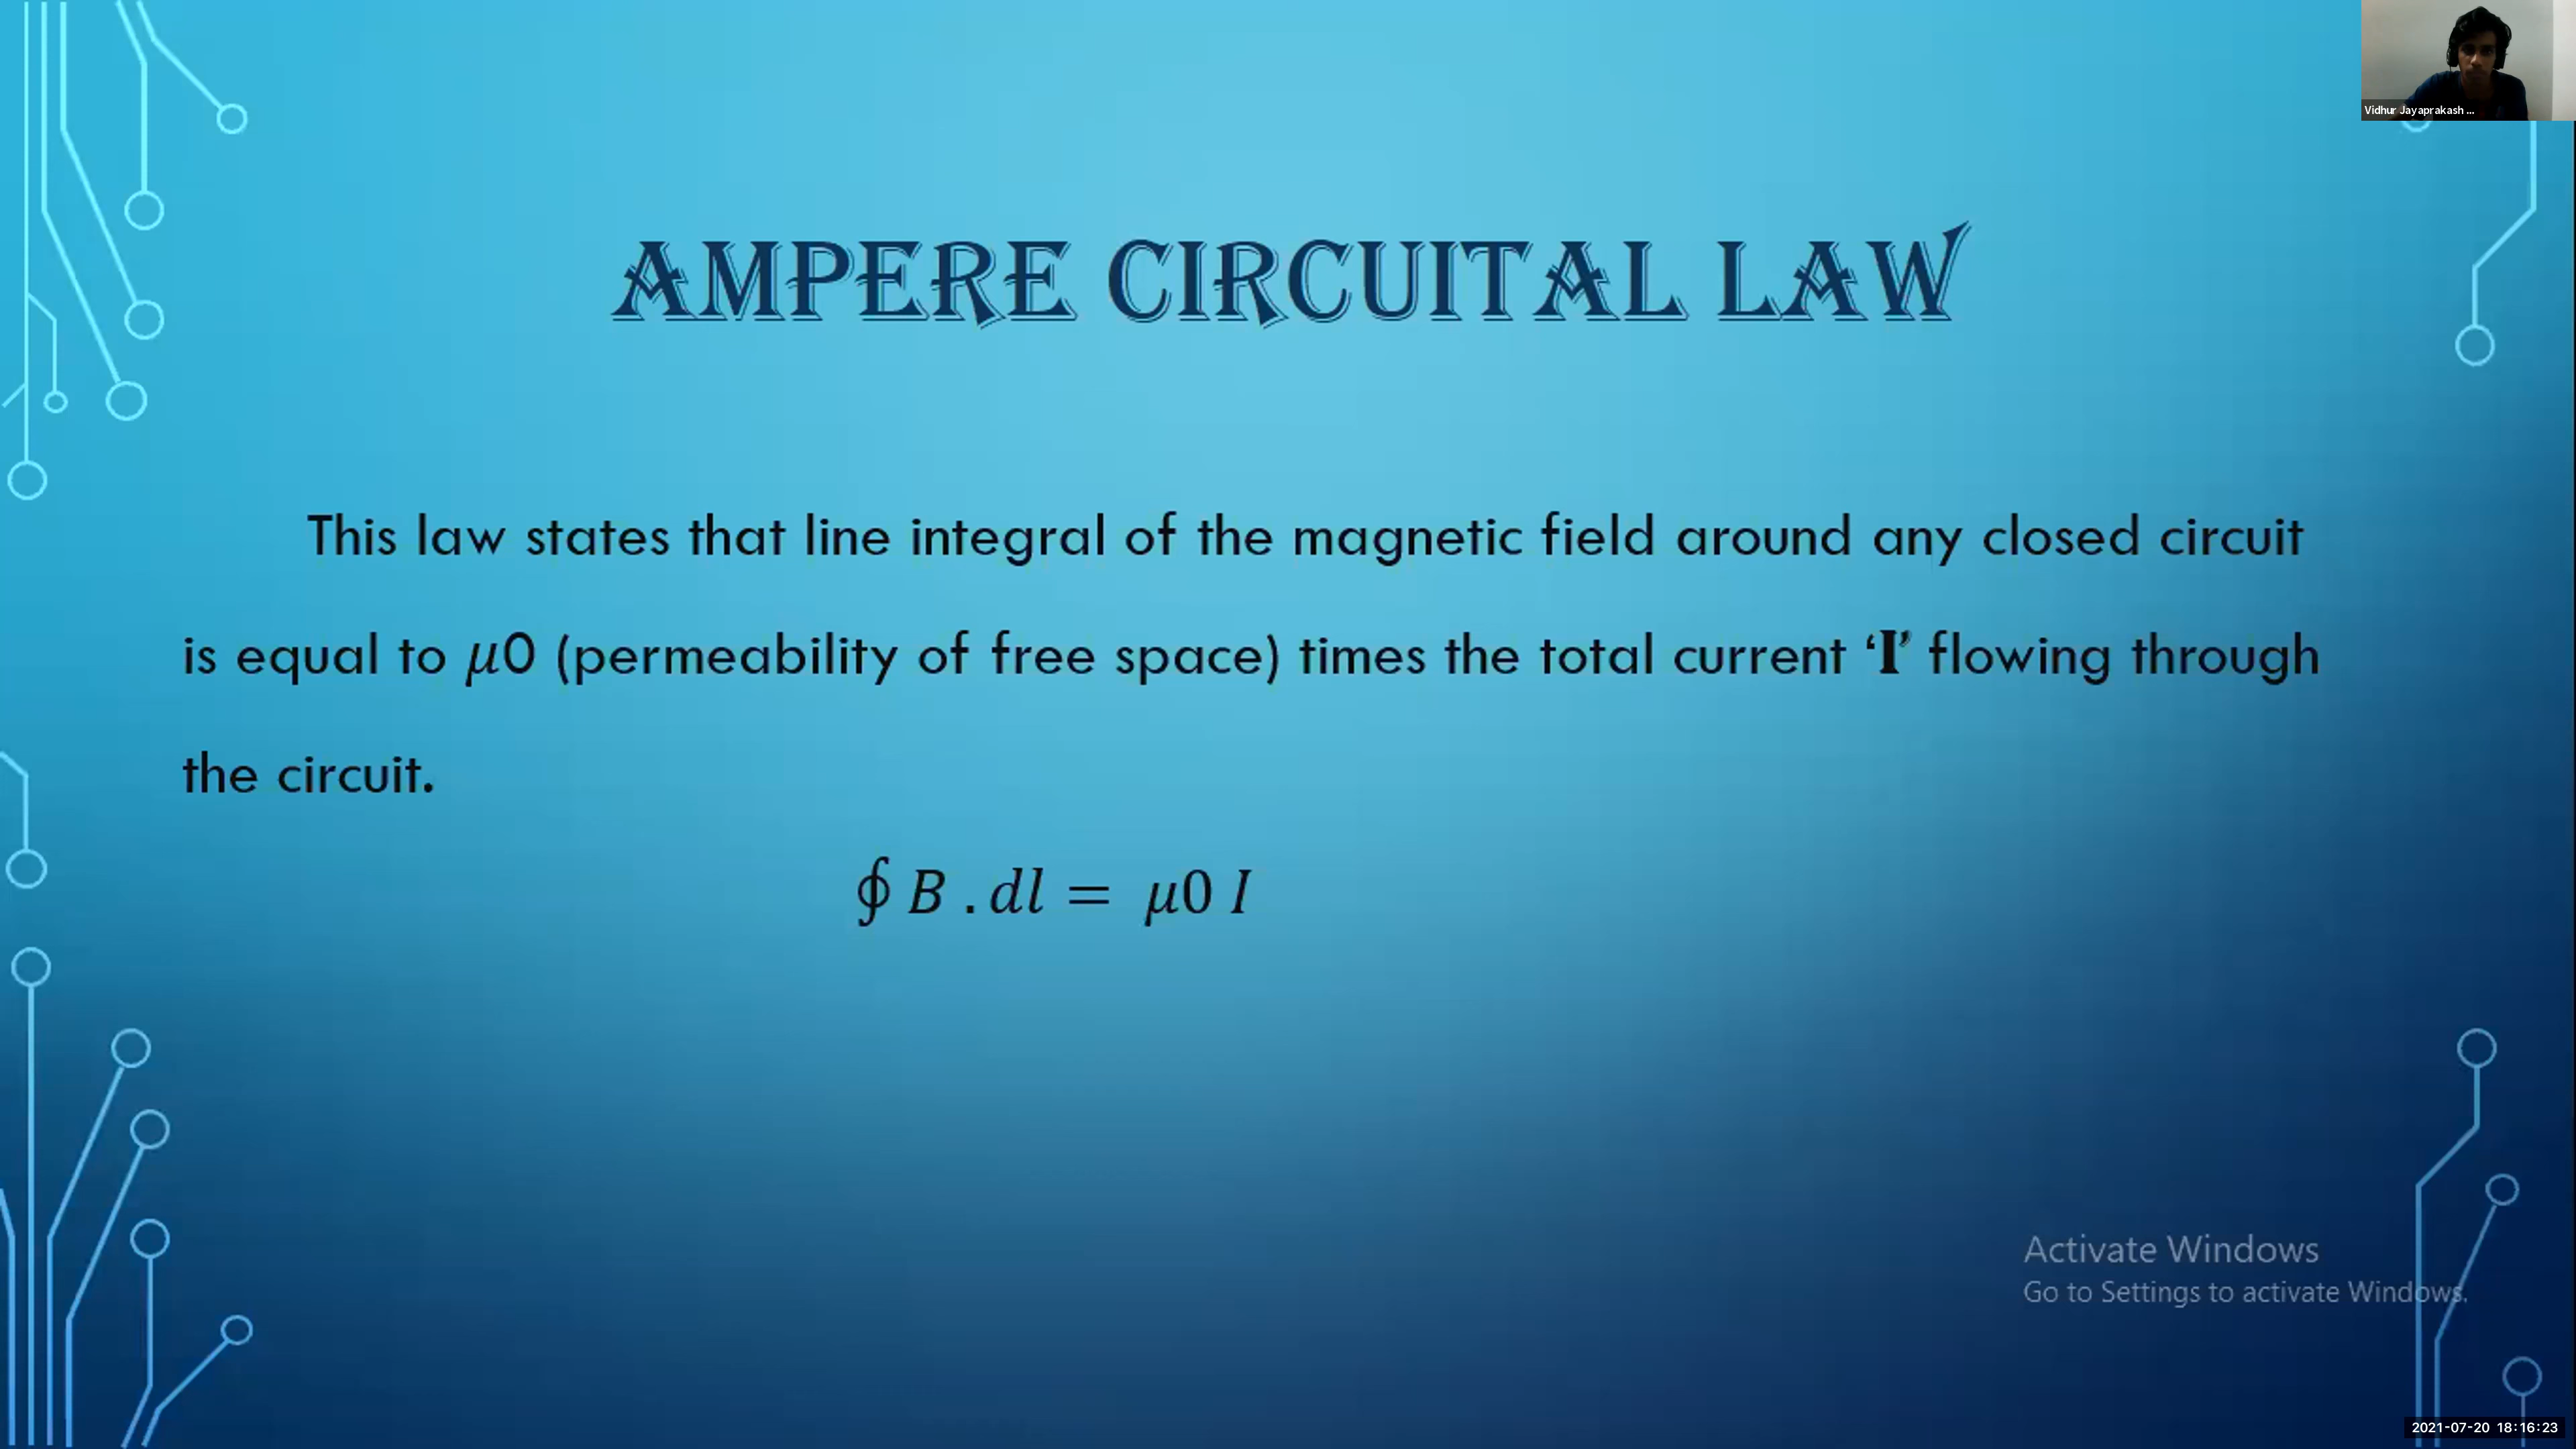 Vidhur Jayaprakash ...
AMPERE CIRCUITAL LAW
This law states that line integral of the magnetic field around any closed circuit
is equal to μ0 (permeability of free space) times the total current ‘I’ flowing through
the circuit.
∮ B . dl = μ0 I
Activate Windows
Go to Settings to activate Windows.
2021-07-20 18:16:23